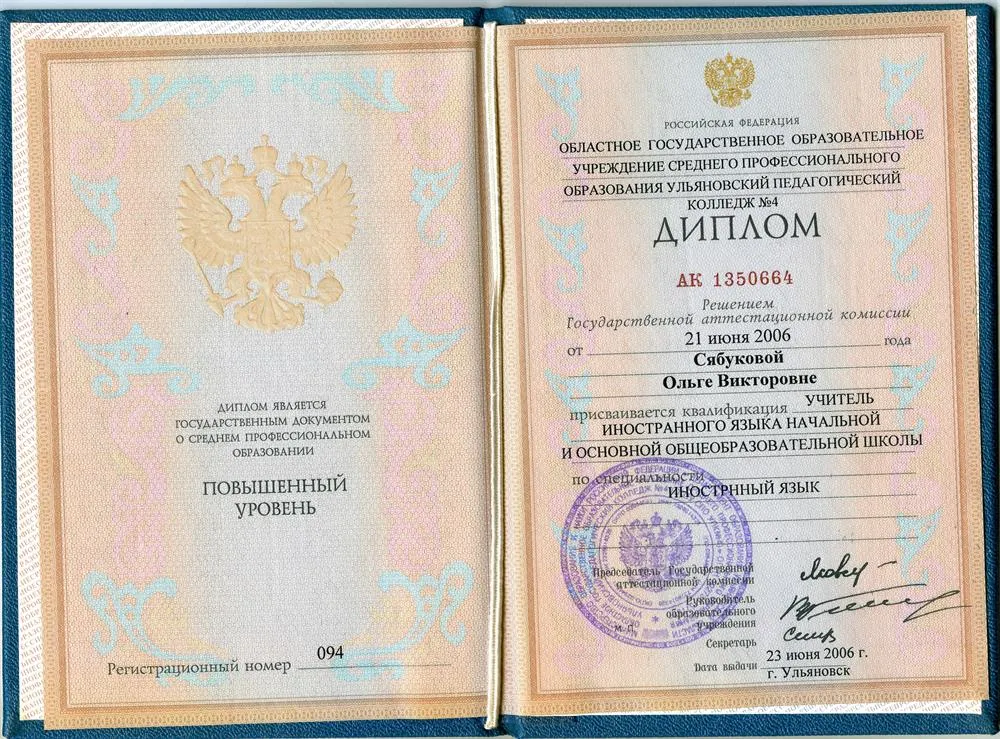 ДИПЛОМ ЯВЛЯЕТСЯ
ГОСУДАРСТВЕННЫМ ДОКУМЕНТОМ
О СРЕДНЕМ ПРОФЕССИОНАЛЬНОМ
ОБРАЗОВАНИИ
ПОВЫШЕННЫЙ
УРОВЕНЬ
Регистрационный номер 094
РОССИЙСКАЯ ФЕДЕРАЦИЯ
ОБЛАСТНОЕ ГОСУДАРСТВЕННОЕ ОБРАЗОВАТЕЛЬНОЕ
УЧРЕЖДЕНИЕ СРЕДНЕГО ПРОФЕССИОНАЛЬНОГО
ОБРАЗОВАНИЯ УЛЬЯНОВСКИЙ ПЕДАГОГИЧЕСКИЙ
КОЛЛЕДЖ №4
ДИПЛОМ
АК 1350664
Решением
Государственной аттестационной комиссии
от 21 июня 2006 года
Сябуковой
Ольге Викторовне
присваивается квалификация УЧИТЕЛЬ
ИНОСТРАННОГО ЯЗЫКА НАЧАЛЬНОЙ
И ОСНОВНОЙ ОБЩЕОБРАЗОВАТЕЛЬНОЙ ШКОЛЫ
по специальности
ИНОСТРННЫЙ ЯЗЫК
Председатель Государственной
аттестационной комиссии
Руководитель
образовательного
учреждения
М. П.
Секретарь
Дата выдачи 23 июня 2006 г.
г. Ульяновск